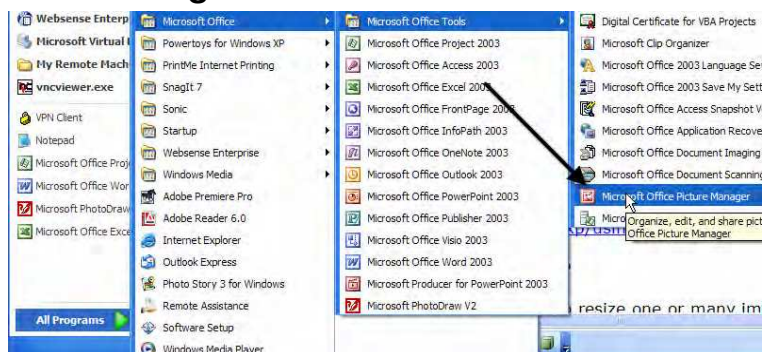 Websense Enterp
Microsoft Virtual
My Remote Mach
vncviewer.exe
VPN Client
Notepad
Microsoft Office Proj
Microsoft Office Wor
Microsoft PhotoDraw
Microsoft Office Exce
All Programs
Microsoft Office
Powertoys for Windows XP
PrintMe Internet Printing
SnagIt 7
Sonic
Startup
Websense Enterprise
Windows Media
Adobe Premiere Pro
Adobe Reader 6.0
Internet Explorer
Outlook Express
Photo Story 3 for Windows
Remote Assistance
Software Setup
Windows Media Player
Microsoft Office Tools
Microsoft Office Project 2003
Microsoft Office Access 2003
Microsoft Office Excel 2003
Microsoft Office FrontPage 2003
Microsoft Office InfoPath 2003
Microsoft Office OneNote 2003
Microsoft Office Outlook 2003
Microsoft Office PowerPoint 2003
Microsoft Office Publisher 2003
Microsoft Office Visio 2003
Microsoft Office Word 2003
Microsoft Producer for PowerPoint 2003
Microsoft PhotoDraw V2
Digital Certificate for VBA Projects
Microsoft Clip Organizer
Microsoft Office 2003 Language Set
Microsoft Office 2003 Save My Sett
Microsoft Office Access Snapshot V
Microsoft Office Application Recove
Microsoft Office Document Imaging
Microsoft Office Document Scanning
Microsoft Office Picture Manager
Micro
Organize, edit, and share pict
Office Picture Manager
resize one or many im